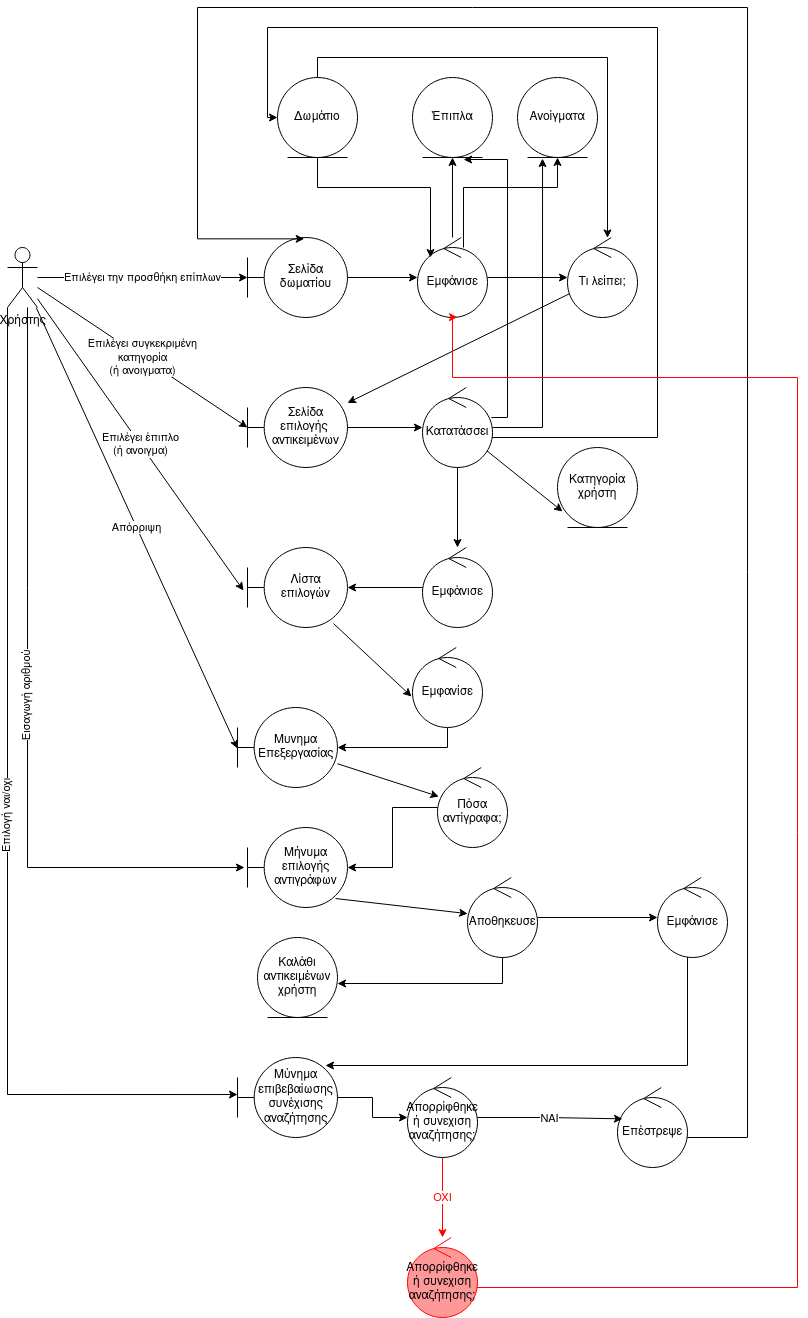 Δωμάτιο
Έπιπλα
Ανοίγματα
Χρήστης
Επιλέγει την προσθήκη επίπλων
Σελίδα
δωματίου
Εμφάνισε
Τι λείπει;
Επιλέγει συγκεκριμένη
κατηγορία
(ή ανοιγματα)
Σελίδα
επιλογής
αντικειμένων
Κατατάσσει
Επιλέγει έπιπλο
(ή ανοιγμα)
Κατηγορία
χρήστη
Απόρριψη
Λίστα
επιλογών
Εμφάνισε
Εισαγωγή αριθμού
Εμφανίσε
Μυνημα
Επεξεργασίας
Επιλογή ναι/οχι
Πόσα
αντίγραφα;
Μήνυμα
επιλογής
αντιγράφων
Αποθηκευσε
Εμφάνισε
Καλάθι
αντικειμένων
χρήστη
Μύνημα
επιβεβαίωσης
συνέχισης
αναζήτησης
Απορρίφθηκε
ή συνεχιση
αναζήτησης;
ΝΑΙ
Επέστρεψε
ΟΧΙ
Απορρίφθηκε
ή συνεχιση
αναζήτησης;